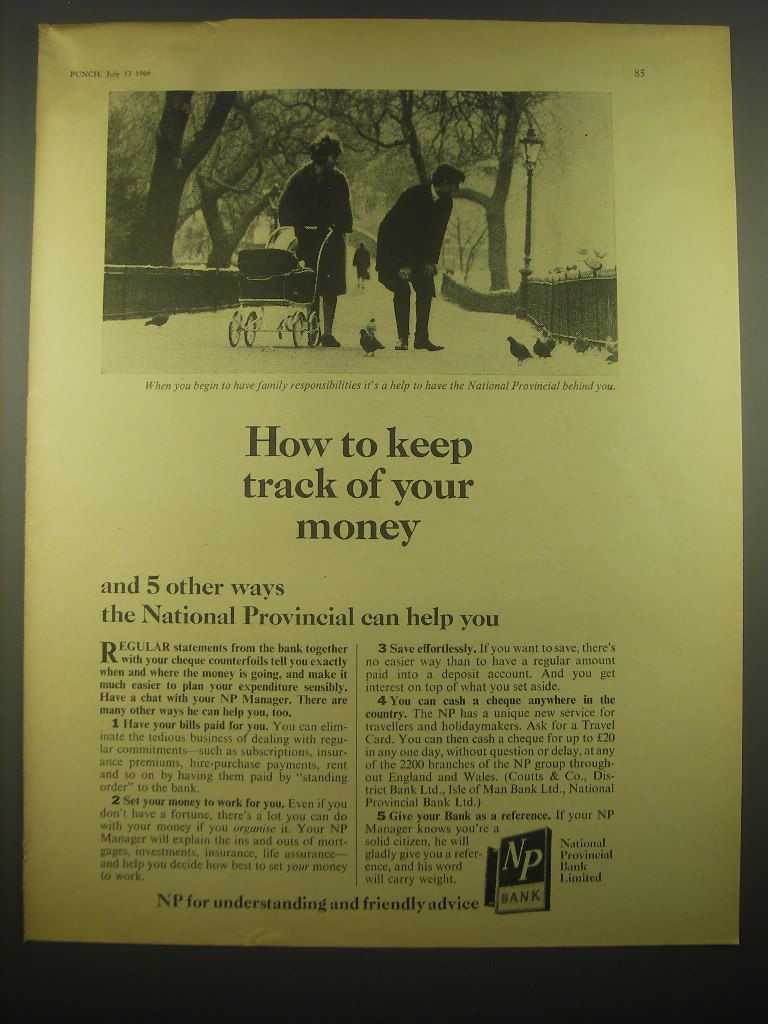 PUNCH, July 13 1966
85
When you begin to have family responsibilities it's a help to have the National Provincial behind you.
How to keep
track of your
money
and 5 other ways
the National Provincial can help you
REGULAR statements from the bank together
with your cheque counterfoils tell you exactly
when and where the money is going, and make it
much easier to plan your expenditure sensibly.
Have a chat with your NP Manager. There are
many other ways he can help you, too.
1 Have your bills paid for you. You can elim-
inate the tedious business of dealing with regu-
lar commitments—such as subscriptions, insur-
ance premiums, hire-purchase payments, rent
and so on by having them paid by "standing
order" to the bank.
2 Set your money to work for you. Even if you
don't have a fortune, there's a lot you can do
with your money if you organise it. Your NP
Manager will explain the ins and outs of mort-
gages, investments, insurance, life assurance—
and help you decide how best to set your money
to work.
3 Save effortlessly. If you want to save, there's
no easier way than to have a regular amount
paid into a deposit account. And you get
interest on top of what you set aside.
4 You can cash a cheque anywhere in the
country. The NP has a unique new service for
travellers and holidaymakers. Ask for a Travel
Card. You can then cash a cheque for up to £20
in any one day, without question or delay, at any
of the 2200 branches of the NP group through-
out England and Wales. (Coutts & Co., Dis-
trict Bank Ltd., Isle of Man Bank Ltd., National
Provincial Bank Ltd.)
5 Give your Bank as a reference. If your NP
Manager knows you're a
solid citizen, he will
gladly give you a refer-
ence, and his word
will carry weight.
NP
BANK
National
Provincial
Bank
Limited
NP for understanding and friendly advice